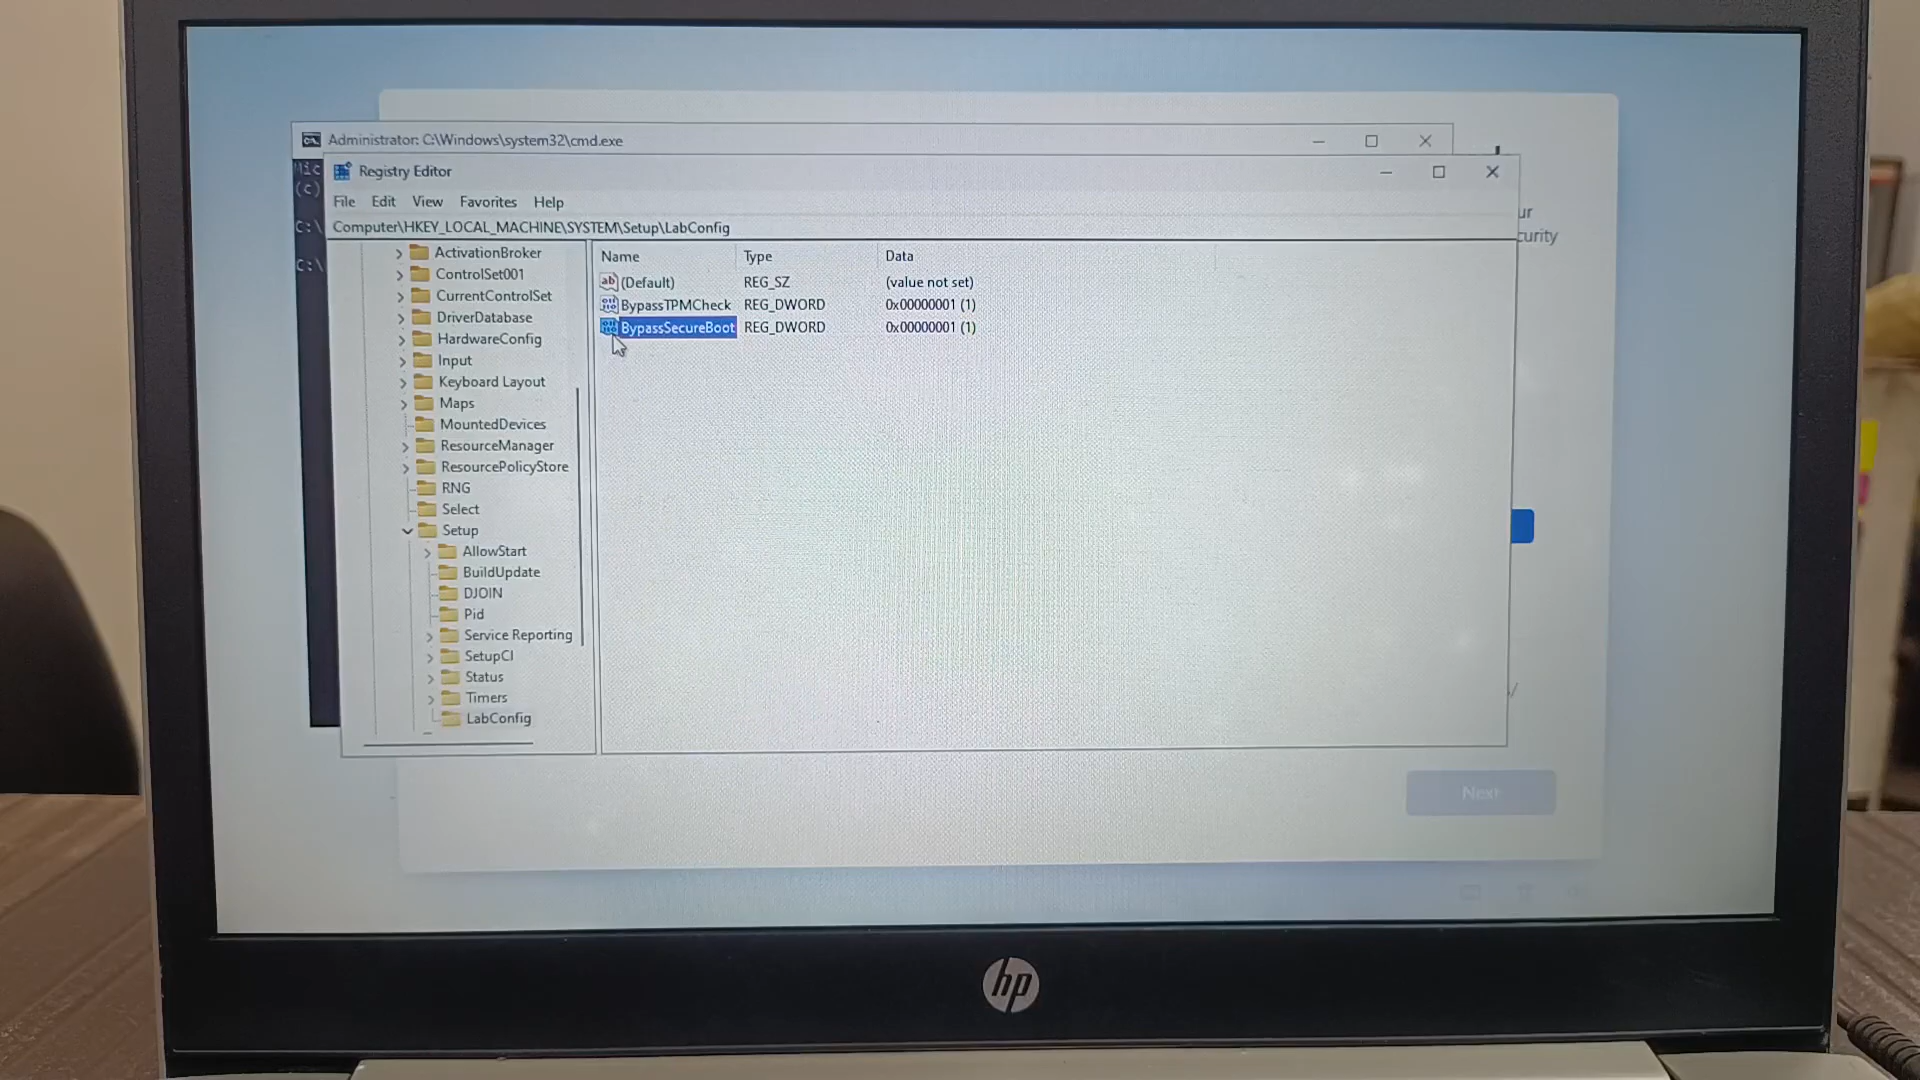 Administrator: C:\Windows\system32\cmd.exe
Mic
(c)
C:\
C:\
Registry Editor
File Edit View Favorites Help
Computer\HKEY_LOCAL_MACHINE\SYSTEM\Setup\LabConfig
ActivationBroker
ControlSet001
CurrentControlSet
DriverDatabase
HardwareConfig
Input
Keyboard Layout
Maps
MountedDevices
ResourceManager
ResourcePolicyStore
RNG
Select
Setup
AllowStart
BuildUpdate
DJOIN
Pid
Service Reporting
SetupCI
Status
Timers
LabConfig
Name Type Data
(Default) REG_SZ (value not set)
BypassTPMCheck REG_DWORD 0x00000001 (1)
BypassSecureBoot REG_DWORD 0x00000001 (1)
ur
curity
Next
hp